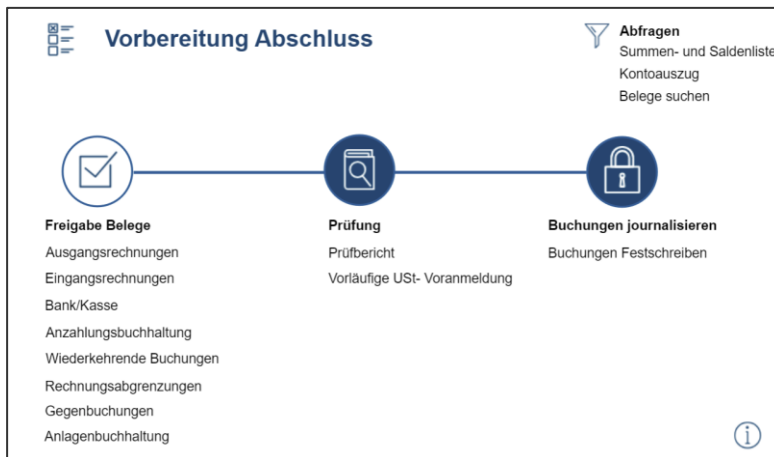 Vorbereitung Abschluss
Abfragen
Summen- und Saldenliste
Kontoauszug
Belege suchen
Freigabe Belege
Ausgangsrechnungen
Eingangsrechnungen
Bank/Kasse
Anzahlungsbuchhaltung
Wiederkehrende Buchungen
Rechnungsabgrenzungen
Gegenbuchungen
Anlagenbuchhaltung
Prüfung
Prüfbericht
Vorläufige USt- Voranmeldung
Buchungen journalisieren
Buchungen Festschreiben